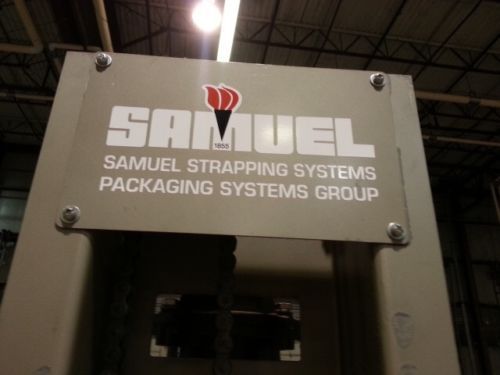 SAMUEL
1855
SAMUEL STRAPPING SYSTEMS
PACKAGING SYSTEMS GROUP